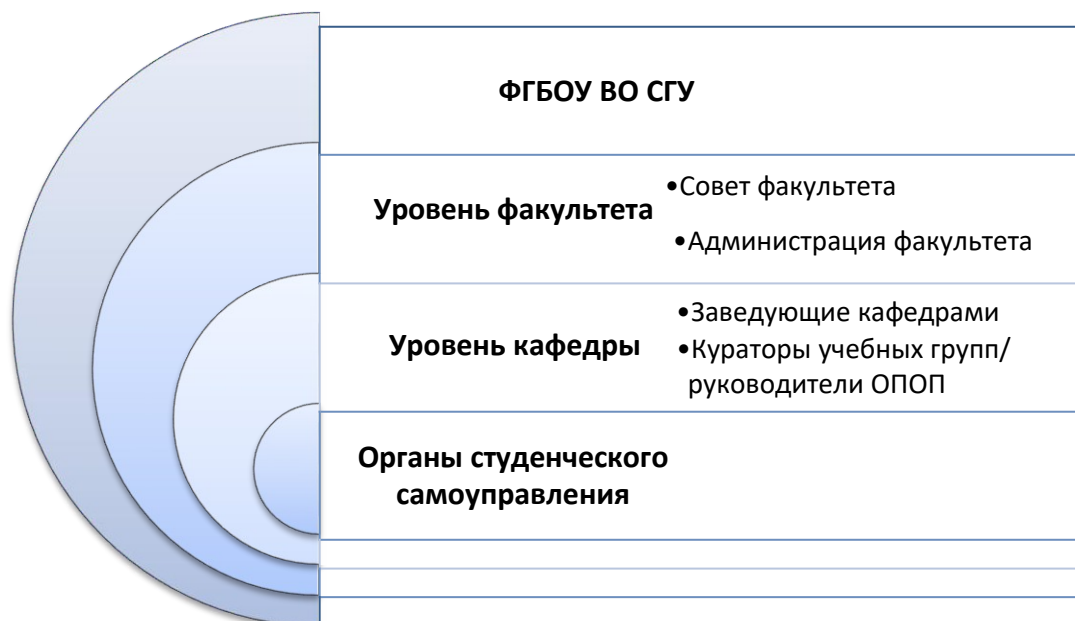 ФГБОУ ВО СГУ
Уровень факультета
•Совет факультета
•Администрация факультета
Уровень кафедры
•Заведующие кафедрами
•Кураторы учебных групп/
руководители ОПОП
Органы студенческого
самоуправления